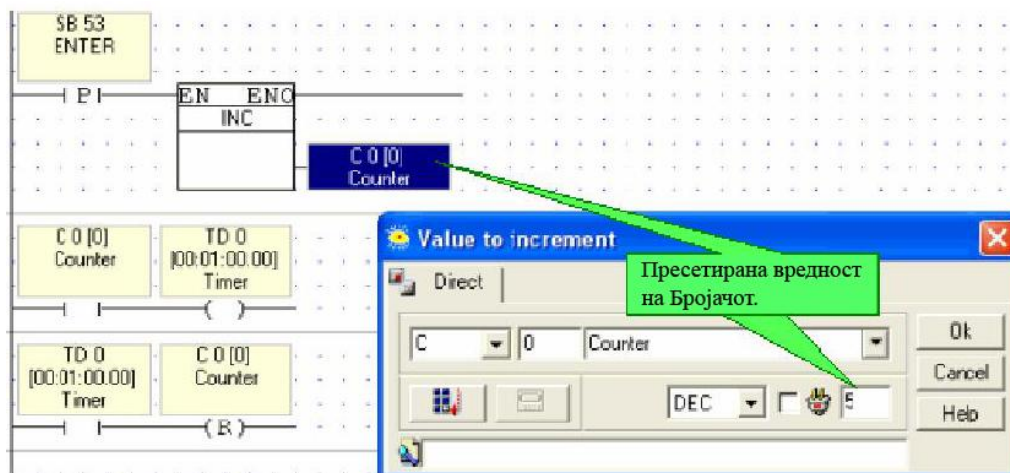 SB 53
ENTER
P
EN ENO
INC
C 0 [0]
Counter
C 0 [0]
Counter
TD 0
[00:01:00.00]
Timer
TD 0
[00:01:00.00]
Timer
C 0 [0]
Counter
R
Value to increment
Direct
Пресетирана вредност
на Бројачот.
C 0 Counter
Ok
Cancel
DEC 5
Help